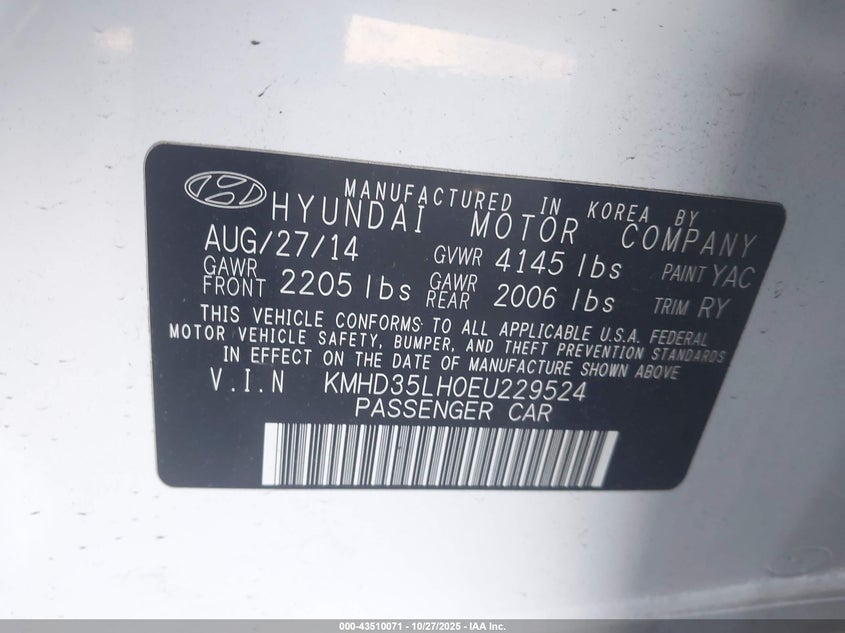 MANUFACTURED IN KOREA BY
HYUNDAI MOTOR COMPANY
AUG/27/14 GVWR 4145 lbs PAINT YAC
GAWR FRONT 2205 lbs GAWR REAR 2006 lbs TRIM RY
THIS VEHICLE CONFORMS TO ALL APPLICABLE U.S.A. FEDERAL
MOTOR VEHICLE SAFETY, BUMPER, AND THEFT PREVENTION STANDARDS
IN EFFECT ON THE DATE OF MANUFACTURE SHOWN ABOVE
V.I.N KMHD35LH0EU229524
PASSENGER CAR
000-43510071 - 10/27/2025 - IAA Inc.